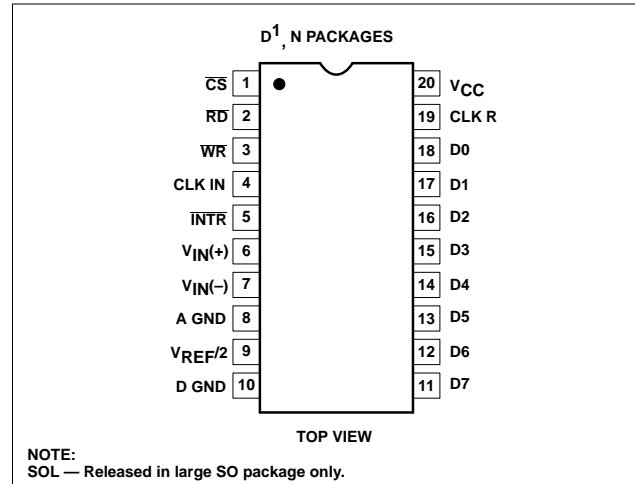 D1, N PACKAGES
CS 1 20 VCC
RD 2 19 CLK R
WR 3 18 D0
CLK IN 4 17 D1
INTR 5 16 D2
VIN(+) 6 15 D3
VIN(–) 7 14 D4
A GND 8 13 D5
VREF/2 9 12 D6
D GND 10 11 D7
TOP VIEW
NOTE:
SOL — Released in large SO package only.